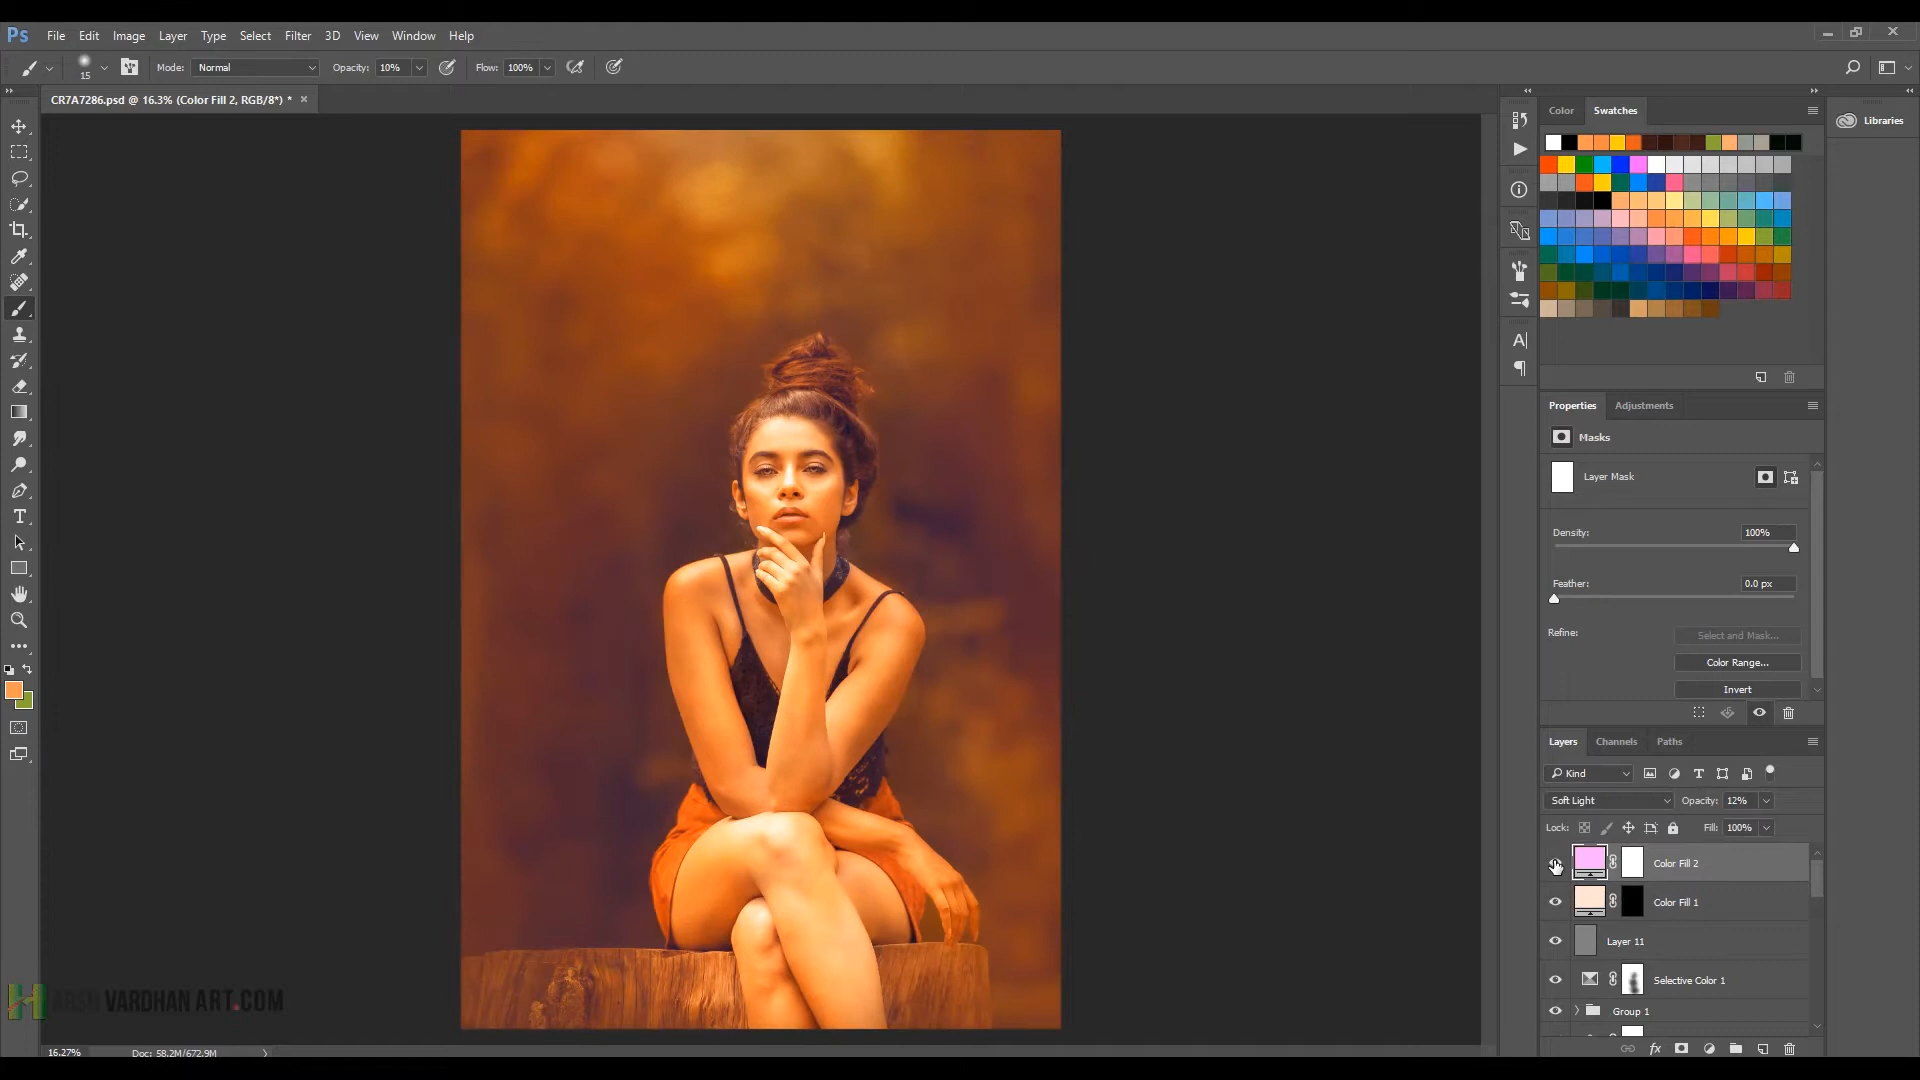 Ps File Edit Image Layer Type Select Filter 3D View Window Help
15 Mode: Normal Opacity: 10% Flow: 100%
CR7A7286.psd @ 16.3% (Color Fill 2, RGB/8*) * ×
Color Swatches
Libraries
Properties Adjustments
Masks
Layer Mask
Density: 100%
Feather: 0.0 px
Refine: Select and Mask...
Color Range...
Invert
Layers Channels Paths
Kind
Soft Light Opacity: 12%
Lock: Fill: 100%
Color Fill 2
Color Fill 1
Layer 11
Selective Color 1
Group 1
VARDHAN ART.COM
16.27% Doc: 58.2M/672.9M